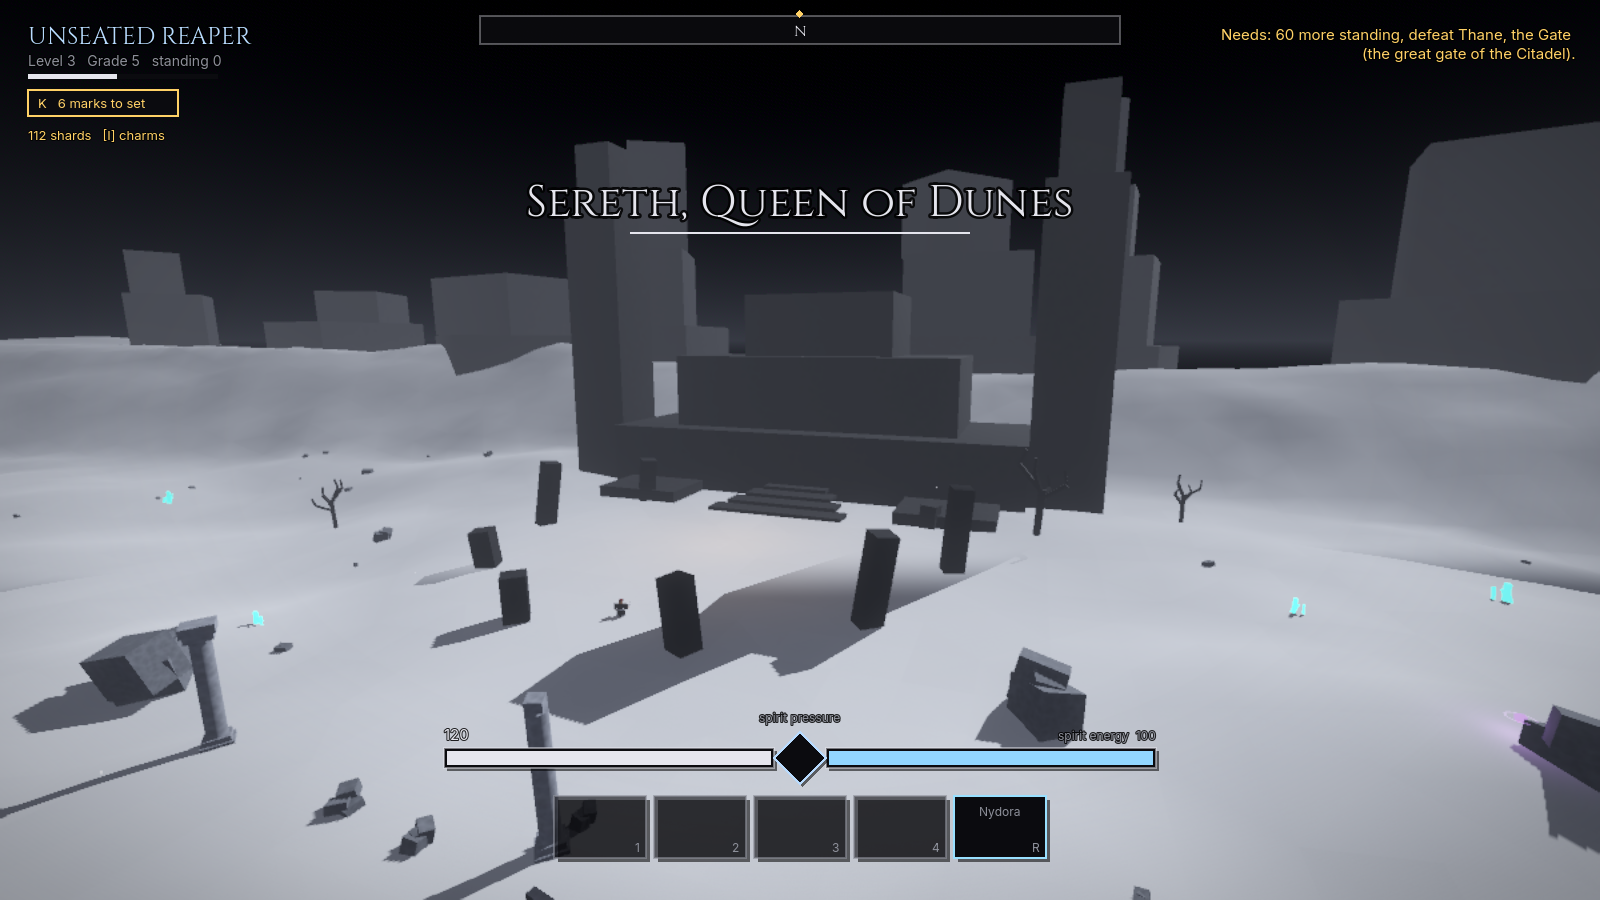 UNSEATED REAPER
Level 3 Grade 5 standing 0
K 6 marks to set
112 shards [I] charms
N
Needs: 60 more standing, defeat Thane, the Gate
(the great gate of the Citadel).
SERETH, QUEEN OF DUNES
120
spirit pressure
spirit energy 100
1
2
3
4
Nydora
R